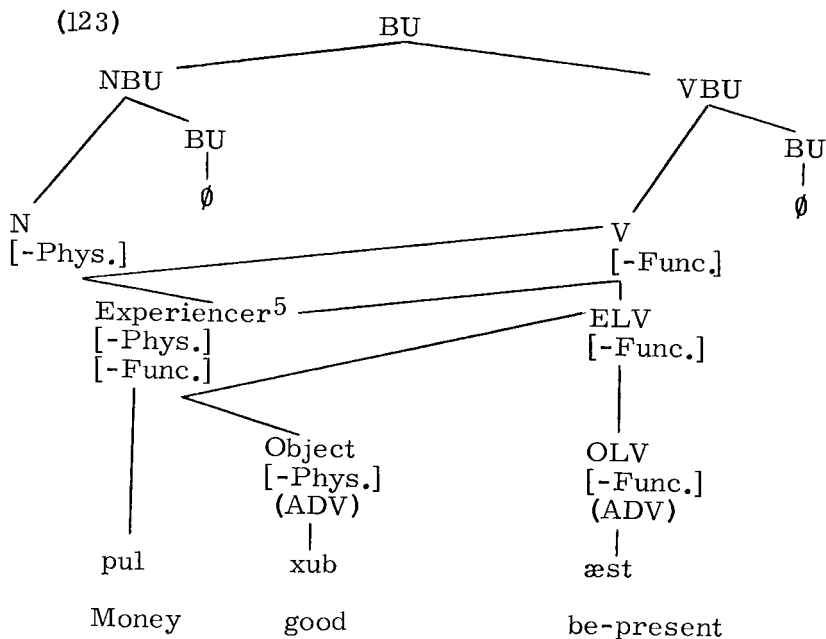 (123) BU
NBU VBU
BU BU
Ø Ø
N V
[-Phys.] [-Func.]
Experiencer5 ELV
[-Phys.] [-Func.]
[-Func.]
Object OLV
[-Phys.] [-Func.]
(ADV) (ADV)
pul xub æst
Money good be-present